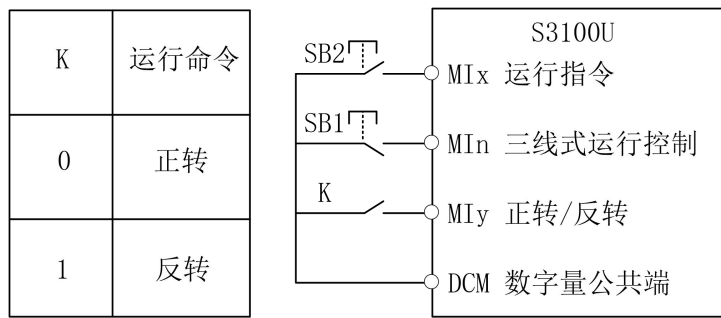 K 运行命令
0 正转
1 反转
S3100U
SB2 MIx 运行指令
SB1 MIn 三线式运行控制
K MIy 正转/反转
DCM 数字量公共端